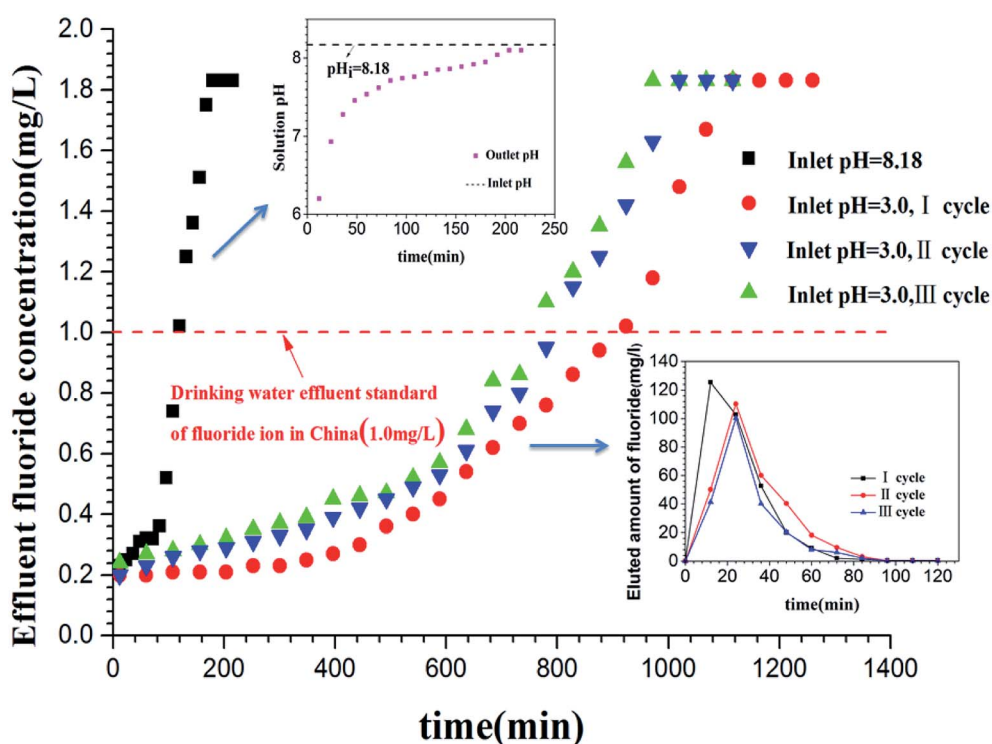 Effluent fluoride concentration(mg/L)
2.0
1.8
1.6
1.4
1.2
1.0
0.8
0.6
0.4
0.2
0.0
0
200
400
600
800
1000
1200
1400
time(min)
Solution pH
8
7
6
pHi=8.18
Outlet pH
Inlet pH
0
50
100
150
200
250
time(min)
Inlet pH=8.18
Inlet pH=3.0, I cycle
Inlet pH=3.0, II cycle
Inlet pH=3.0,III cycle
Drinking water effluent standard
of fluoride ion in China(1.0mg/L)
Eluted amount of fluoride(mg/l)
140
120
100
80
60
40
20
0
I cycle
II cycle
III cycle
0
20
40
60
80
100
120
time(min)